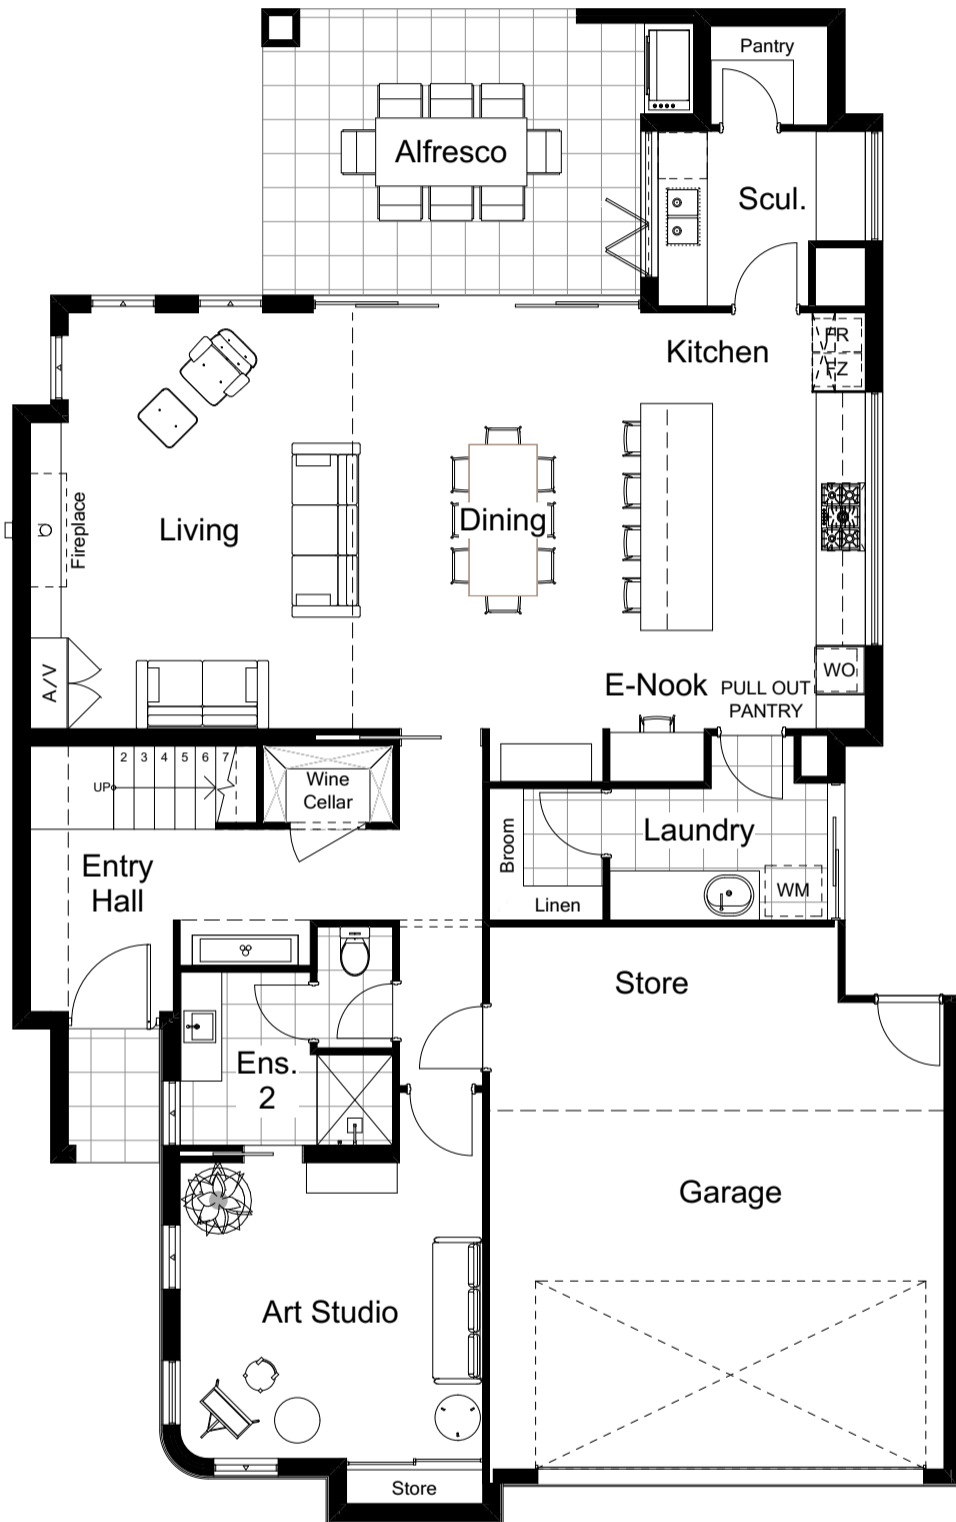 Pantry
Alfresco
Scul.
Kitchen
FR
FZ
Fireplace
Living
Dining
A/V
E-Nook
PULL OUT
PANTRY
WO
2 3 4 5 6 7
UP
Wine
Cellar
Entry
Hall
Broom
Laundry
WM
Linen
Store
Ens.
2
Garage
Art Studio
Store